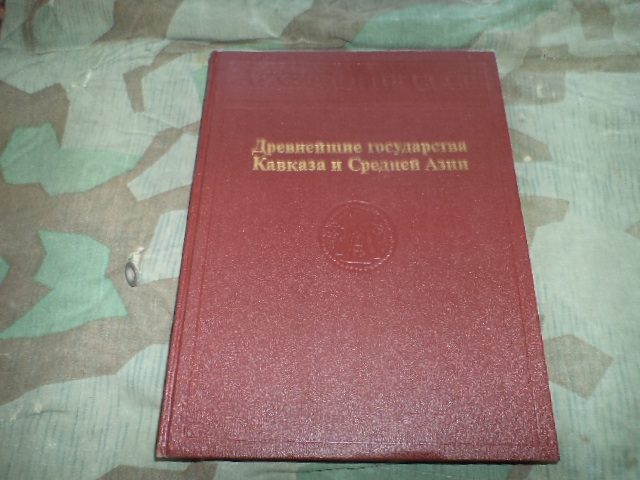 Древнейшие государства
Кавказа и Средней Азии